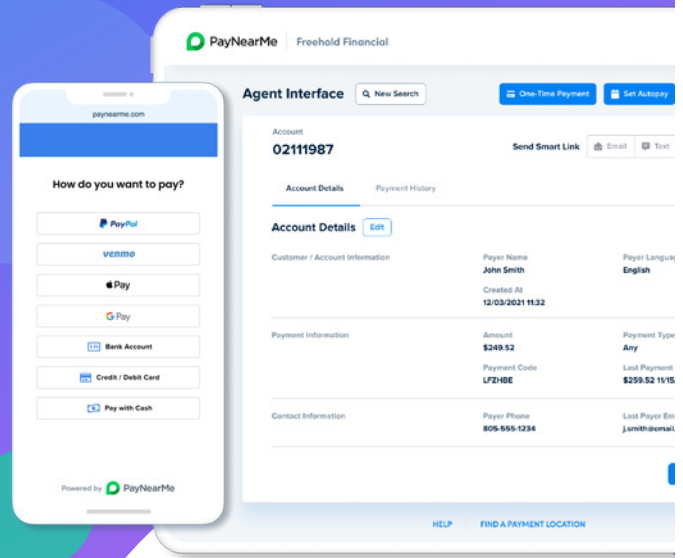 PayNearMe
Freehold Financial
Agent Interface
New Search
One-Time Payment
Set Autopay
Account
02111987
Send Smart Link
Email
Text
Account Details
Payment History
Account Details
Edit
Customer / Account Information
Payer Name
John Smith
Payer Languag
English
Created At
12/03/2021 11:32
Payment Information
Amount
$249.52
Payment Type
Any
Payment Code
LFZHBE
Last Payment
$259.52 11/15
Contact Information
Payer Phone
805-555-1234
Last Payer Em
j.smith@email.
HELP
FIND A PAYMENT LOCATION
paynearme.com
How do you want to pay?
PayPal
venmo
Pay
G Pay
Bank Account
Credit / Debit Card
Pay with Cash
Powered by PayNearMe